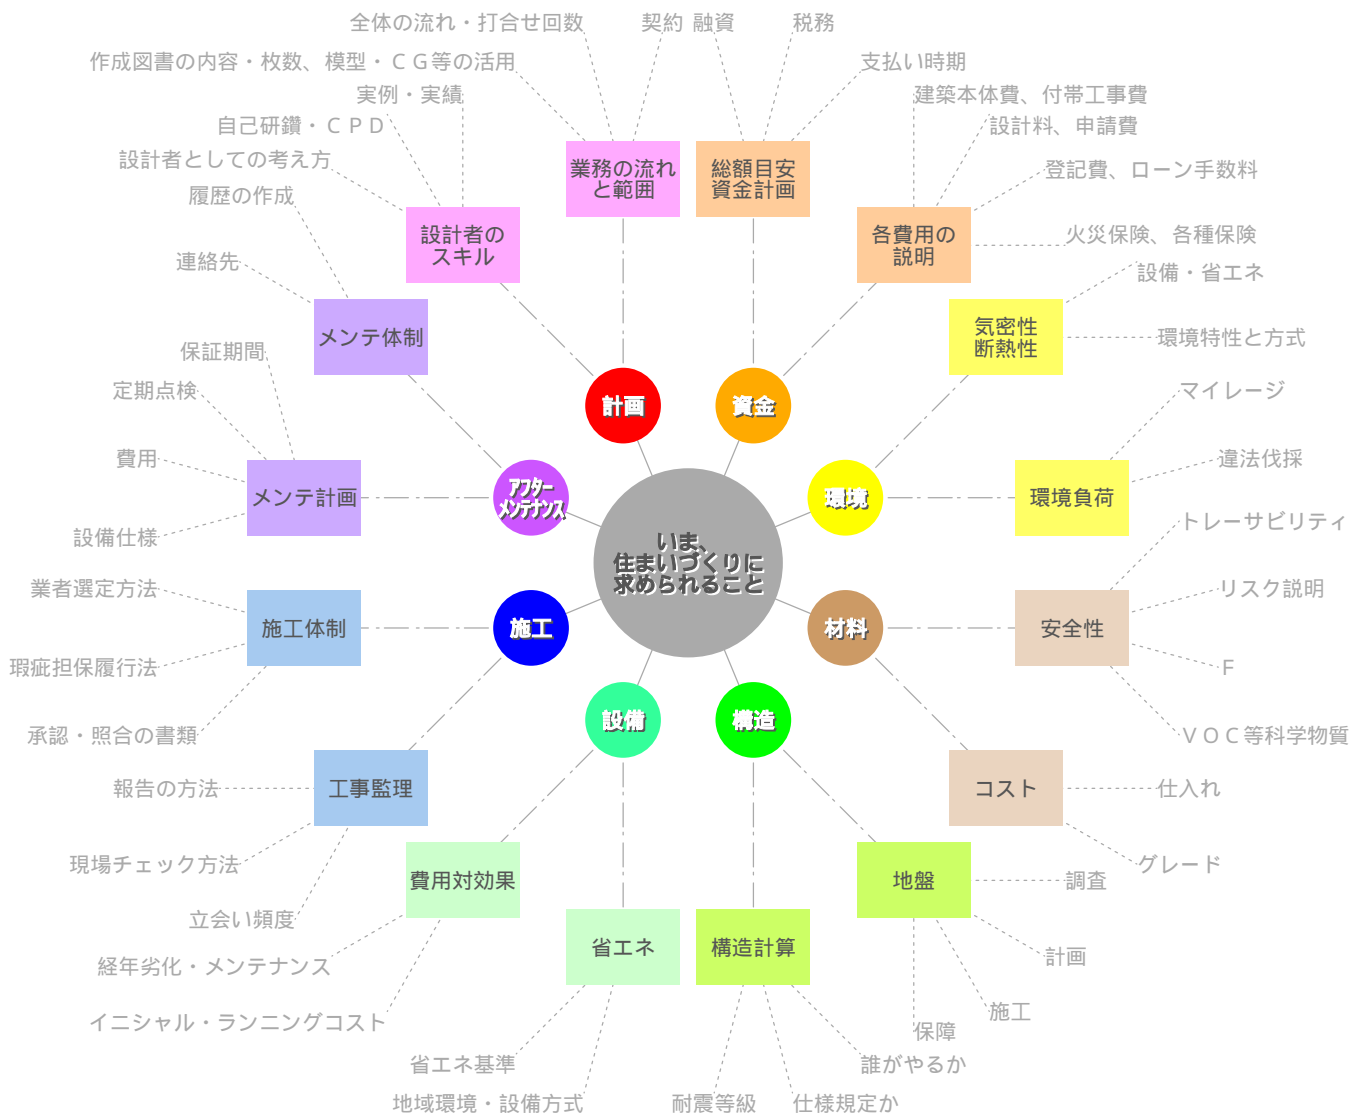 全体の流れ・打合せ回数
契約
融資
税務
作成図書の内容・枚数、模型・ＣＧ等の活用
支払い時期
実例・実績
建築本体費、付帯工事費
自己研鑽・ＣＰＤ
設計料、申請費
設計者としての考え方
業務の流れ
と範囲
総額目安
資金計画
登記費、ローン手数料
履歴の作成
設計者の
スキル
各費用の
説明
火災保険、各種保険
連絡先
設備・省エネ
メンテ体制
気密性
断熱性
環境特性と方式
保証期間
定期点検
マイレージ
計画
資金
費用
違法伐採
メンテ計画
アフター
メンテナンス
環境
環境負荷
設備仕様
トレーサビリティ
いま、
住まいづくりに
求められること
業者選定方法
リスク説明
施工体制
施工
材料
安全性
瑕疵担保履行法
F
承認・照合の書類
設備
構造
ＶＯＣ等科学物質
報告の方法
工事監理
コスト
仕入れ
現場チェック方法
グレード
費用対効果
地盤
調査
立会い頻度
省エネ
構造計算
計画
経年劣化・メンテナンス
施工
イニシャル・ランニングコスト
保障
省エネ基準
誰がやるか
地域環境・設備方式
耐震等級
仕様規定か